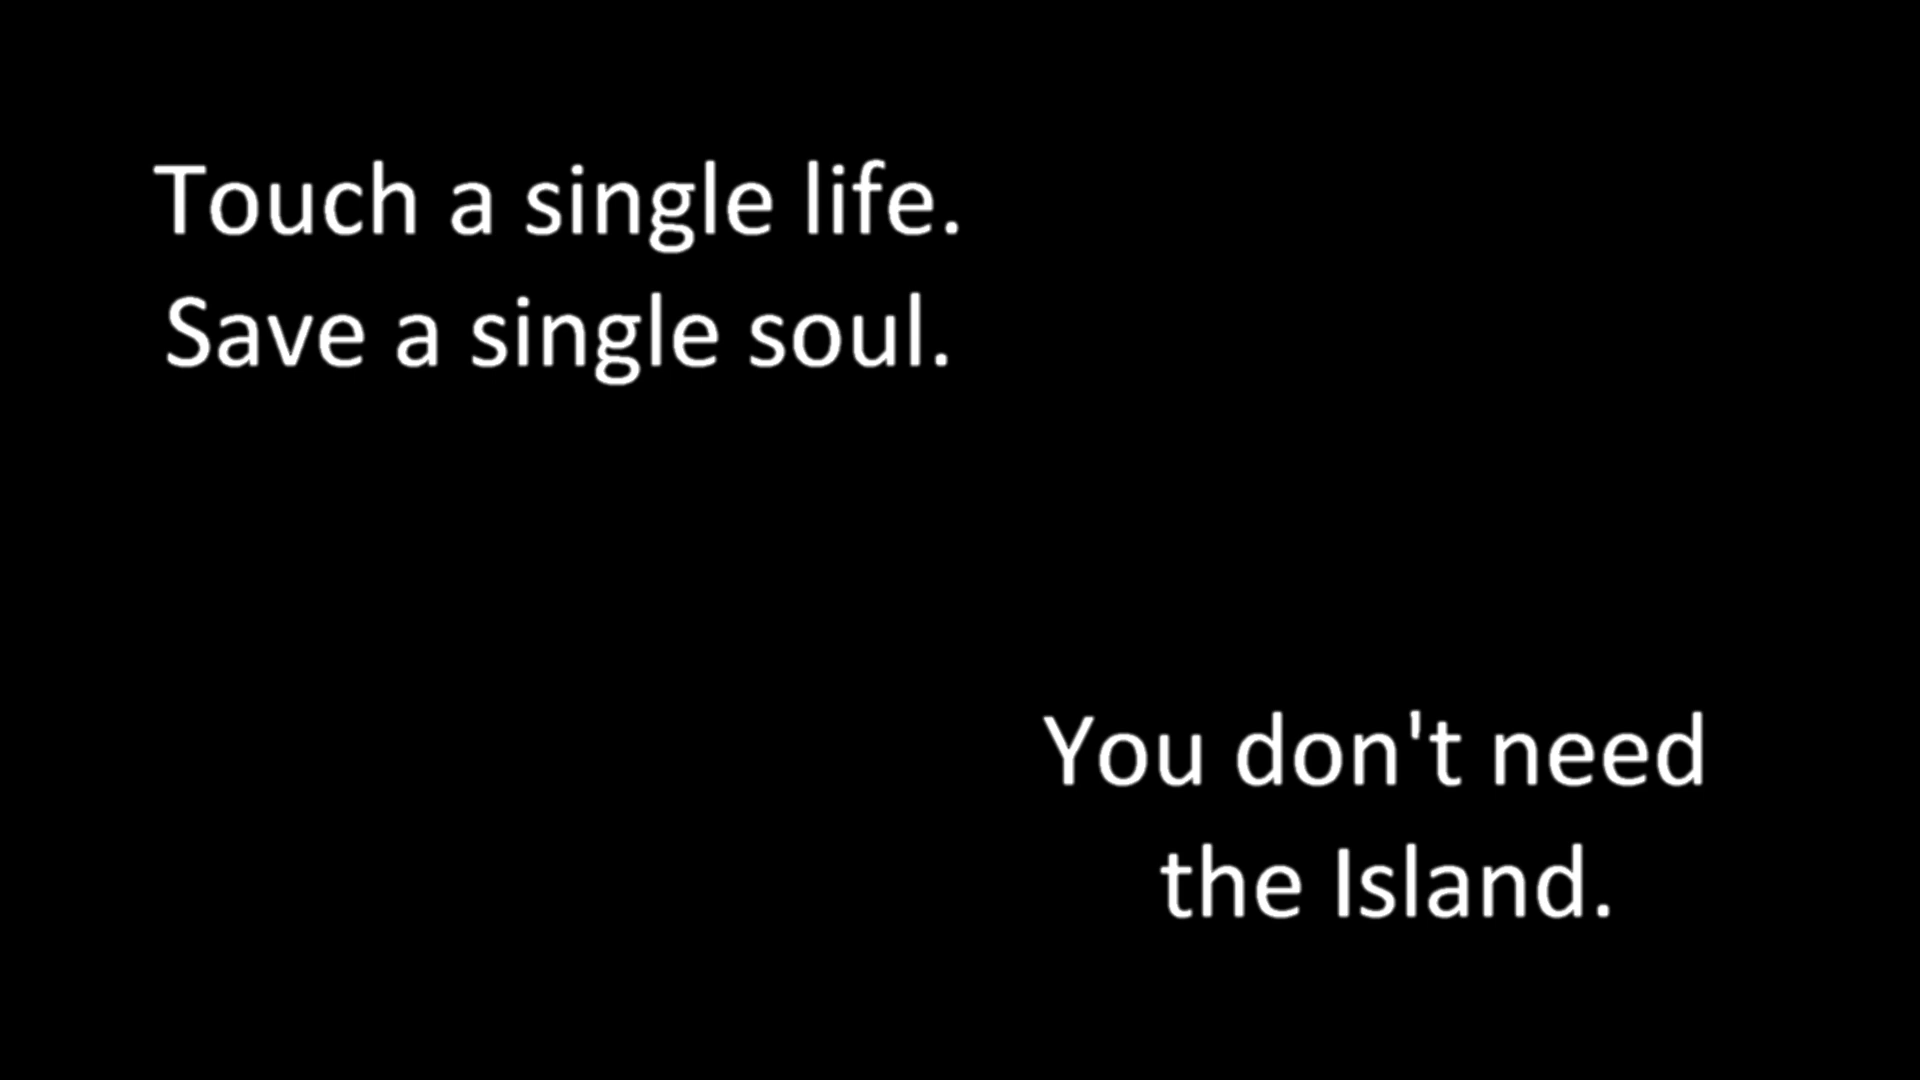 Touch a single life.
Save a single soul.
You don't need
the Island.